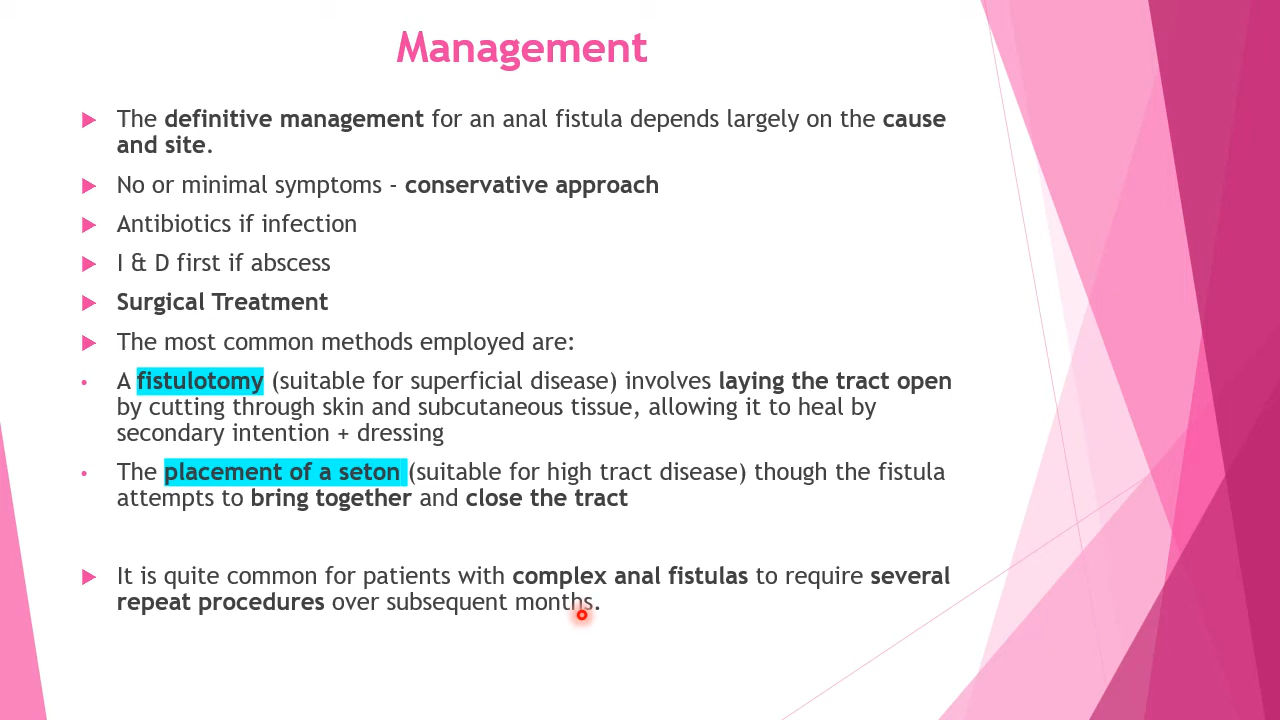 Management
The definitive management for an anal fistula depends largely on the cause
and site.
No or minimal symptoms - conservative approach
Antibiotics if infection
I & D first if abscess
Surgical Treatment
The most common methods employed are:
A fistulotomy (suitable for superficial disease) involves laying the tract open
by cutting through skin and subcutaneous tissue, allowing it to heal by
secondary intention + dressing
The placement of a seton (suitable for high tract disease) though the fistula
attempts to bring together and close the tract
It is quite common for patients with complex anal fistulas to require several
repeat procedures over subsequent months.